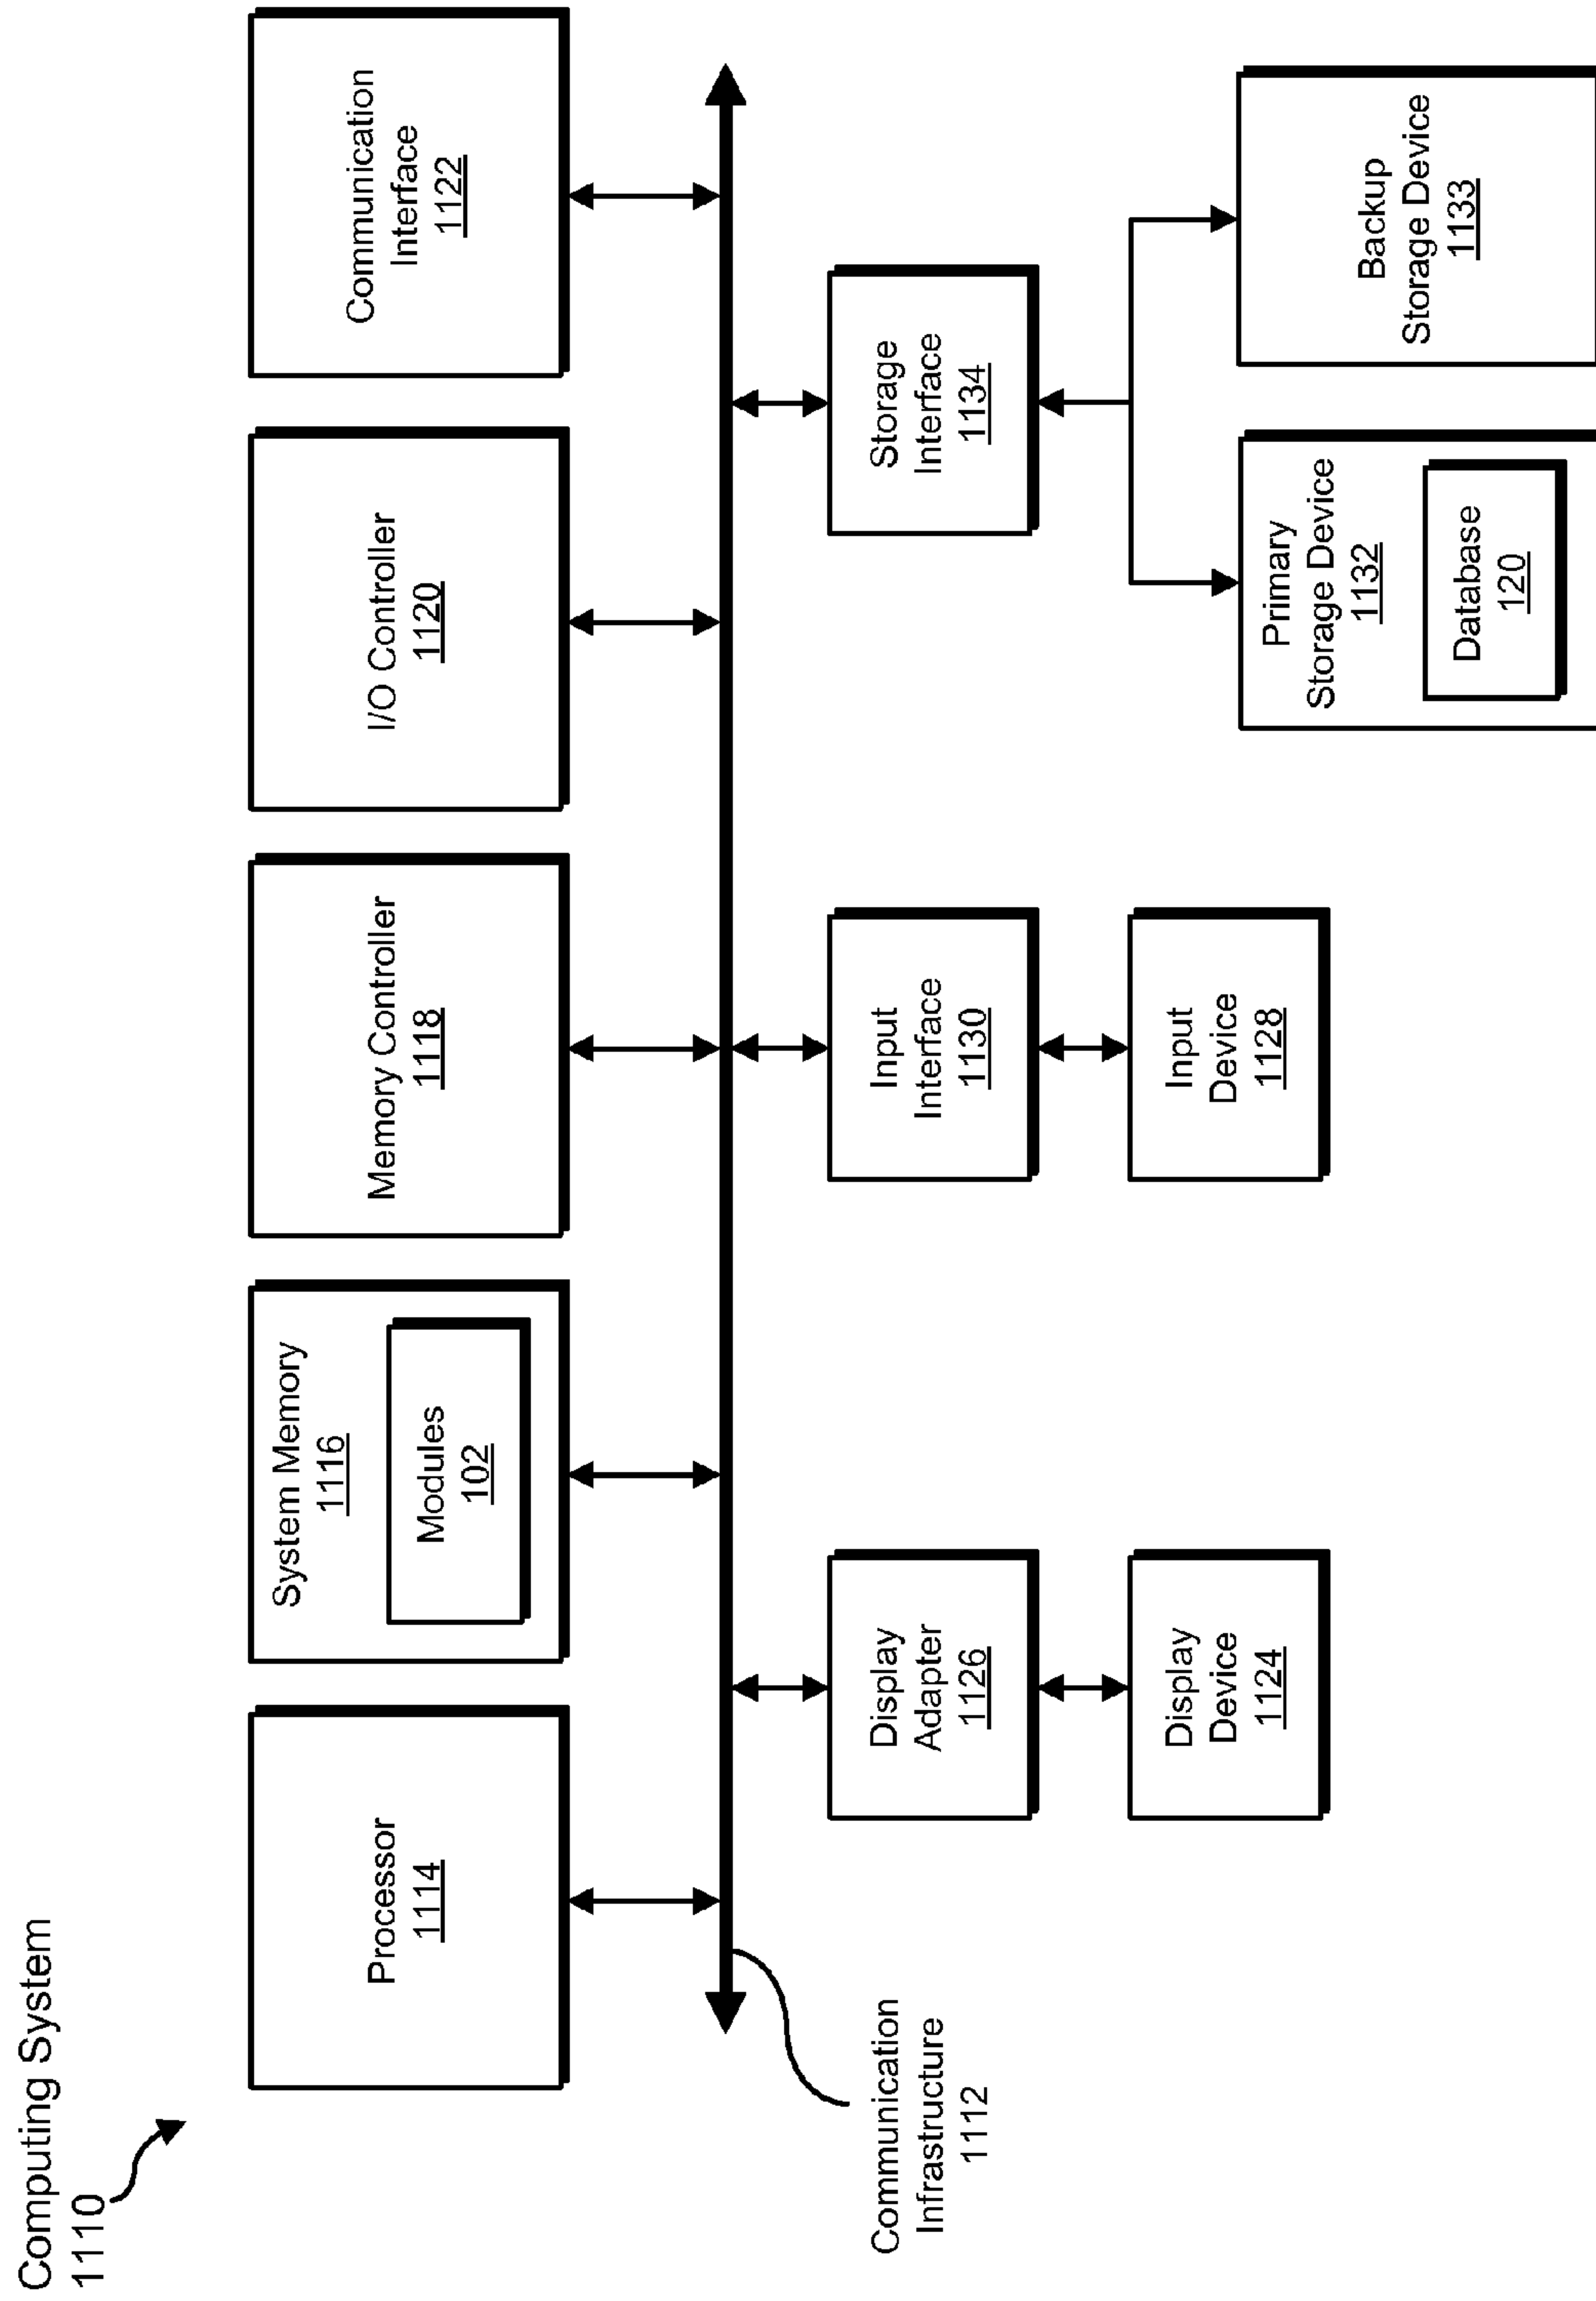 Computing System
1110
Processor
1114
System Memory
1116
Modules
102
Memory Controller
1118
I/O Controller
1120
Communication
Interface
1122
Communication
Infrastructure
1112
Display
Adapter
1126
Input
Interface
1130
Storage
Interface
1134
Display
Device
1124
Input
Device
1128
Primary
Storage Device
1132
Database
120
Backup
Storage Device
1133